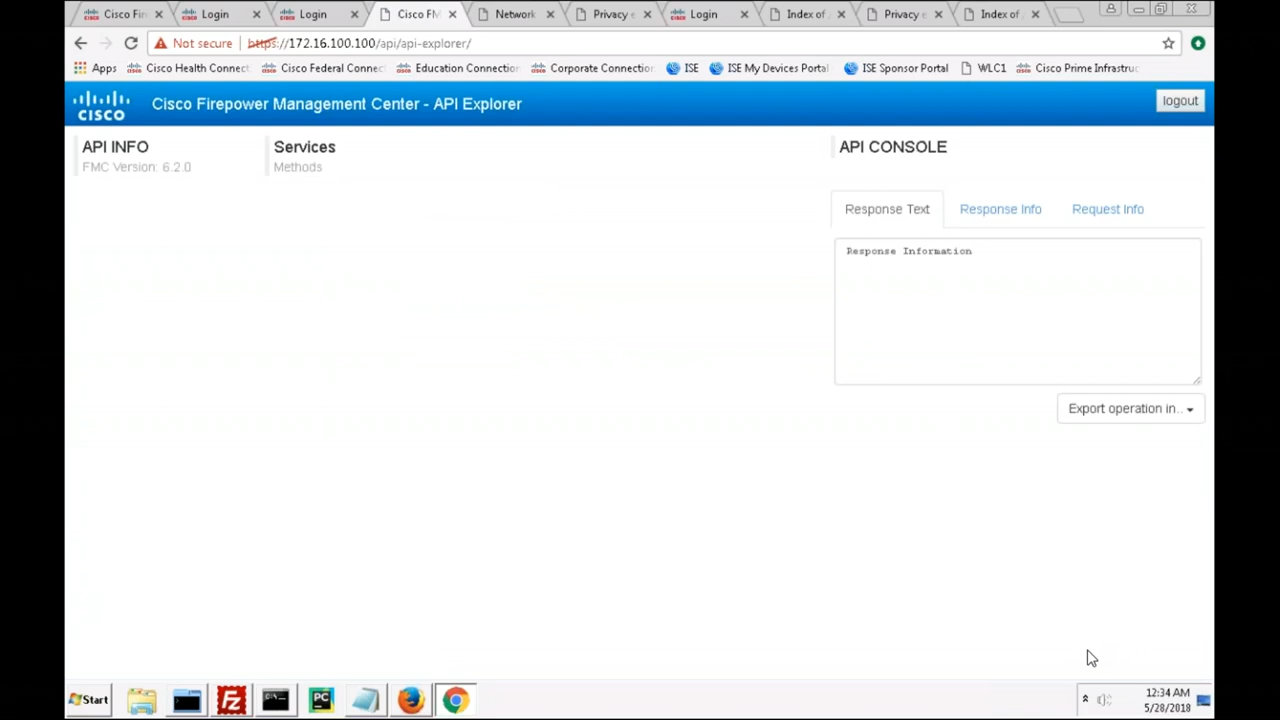 Cisco Fin
Login
Login
Cisco FM
Network
Privacy e
Login
Index of
Privacy e
Index of
Not secure
https://172.16.100.100/api/api-explorer/
Apps
Cisco Health Connect
Cisco Federal Connec
Education Connection
Corporate Connection
ISE
ISE My Devices Portal
ISE Sponsor Portal
WLC1
Cisco Prime Infrastruc
CISCO
Cisco Firepower Management Center - API Explorer
logout
API INFO
FMC Version: 6.2.0
Services
Methods
API CONSOLE
Response Text
Response Info
Request Info
Response Information
Export operation in..
Start
PC
12:34 AM
5/28/2018